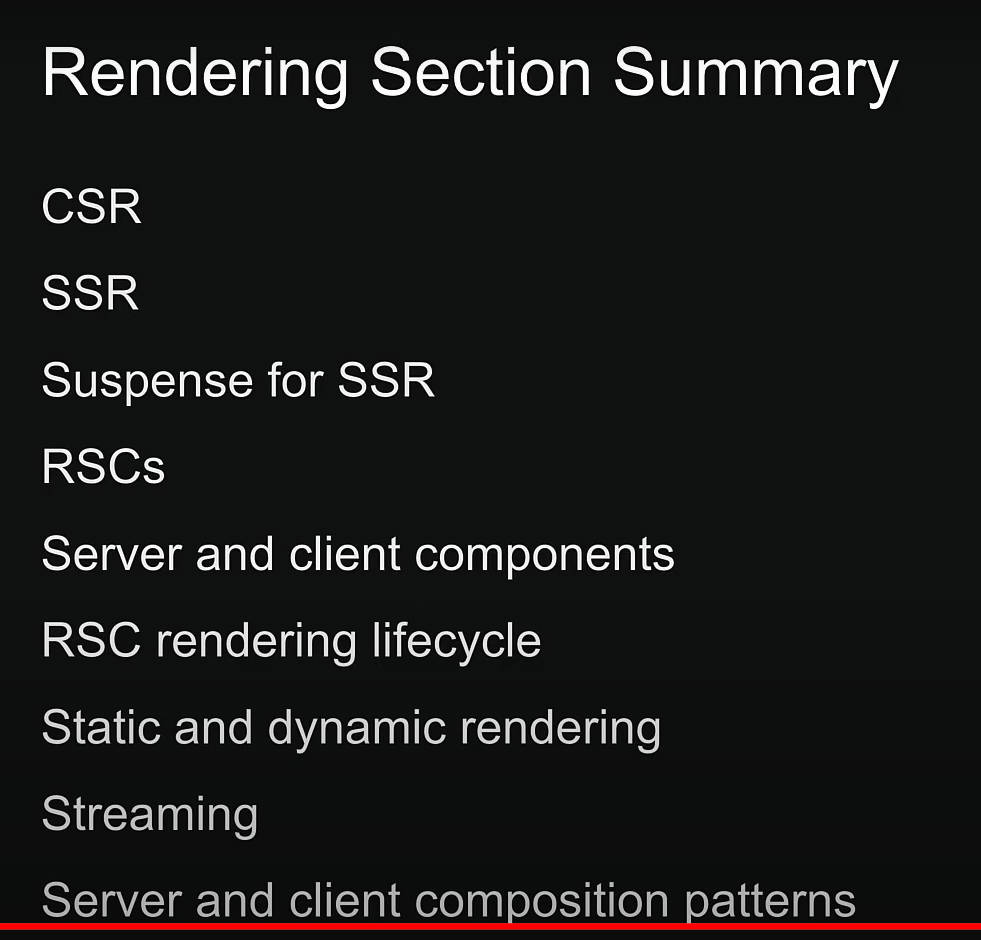 Rendering Section Summary
CSR
SSR
Suspense for SSR
RSCs
Server and client components
RSC rendering lifecycle
Static and dynamic rendering
Streaming
Server and client composition patterns